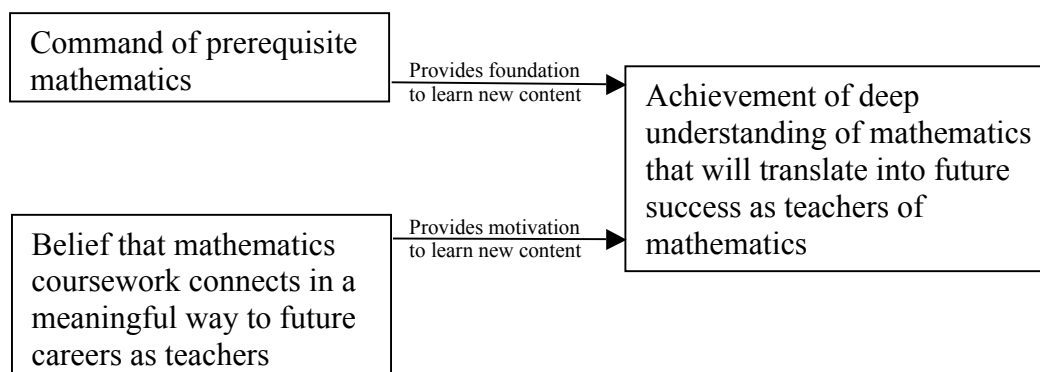 Command of prerequisite
mathematics
Provides foundation
to learn new content
Achievement of deep
understanding of mathematics
that will translate into future
success as teachers of
mathematics
Belief that mathematics
coursework connects in a
meaningful way to future
careers as teachers
Provides motivation
to learn new content